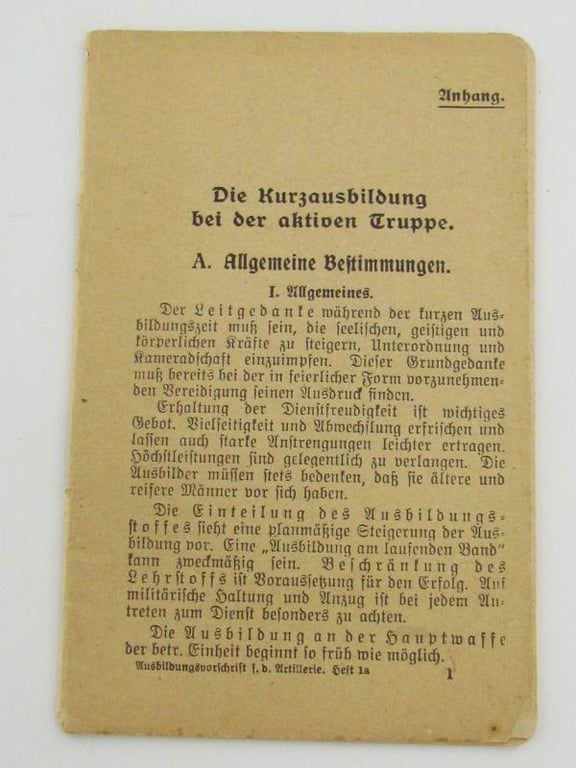 Anhang.
Die Kurzausbildung
bei der aktiven Truppe.
A. Allgemeine Bestimmungen.
I. Allgemeines.
Der Leitgedanke während der kurzen Aus-
bildungszeit muß sein, die seelischen, geistigen und
körperlichen Kräfte zu steigern, Unterordnung und
Kameradschaft einzuimpfen. Dieser Grundgedanke
muß bereits bei der in feierlicher Form vorzunehmen-
den Vereidigung seinen Ausdruck finden.
Erhaltung der Dienstfreudigkeit ist wichtiges
Gebot. Vielseitigkeit und Abwechslung erfrischen und
lassen auch starke Anstrengungen leichter ertragen.
Höchstleistungen sind gelegentlich zu verlangen. Die
Ausbilder müssen stets bedenken, daß sie ältere und
reifere Männer vor sich haben.
Die Einteilung des Ausbildungs-
stoffes sieht eine planmäßige Steigerung der Aus-
bildung vor. Eine „Ausbildung am laufenden Band"
kann zweckmäßig sein. Beschränkung des
Lehrstoffs ist Voraussetzung für den Erfolg. Auf
militärische Haltung und Anzug ist bei jedem An-
treten zum Dienst besonders zu achten.
Die Ausbildung an der Hauptwaffe
der betr. Einheit beginnt so früh wie möglich.
Ausbildungsvorschrift f. d. Artillerie. Heft 1a
1